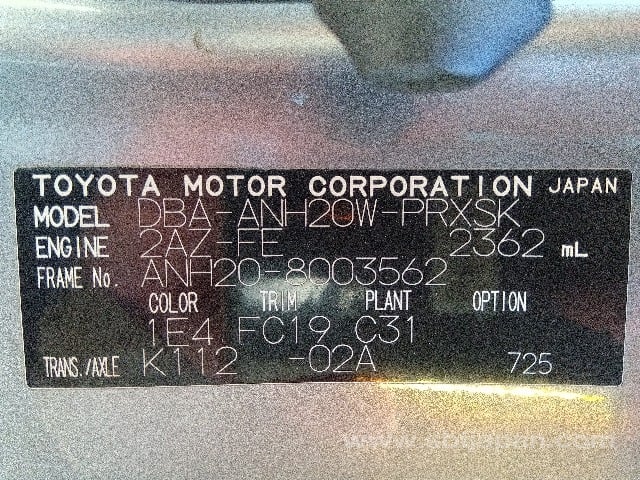 TOYOTA MOTOR CORPORATION JAPAN
MODEL DBA-ANH20W-PRXSK
ENGINE 2AZ-FE 2362 mL
FRAME No. ANH20-8003562
COLOR TRIM PLANT OPTION
1E4 FC19 C31
TRANS./AXLE K112 -02A 725